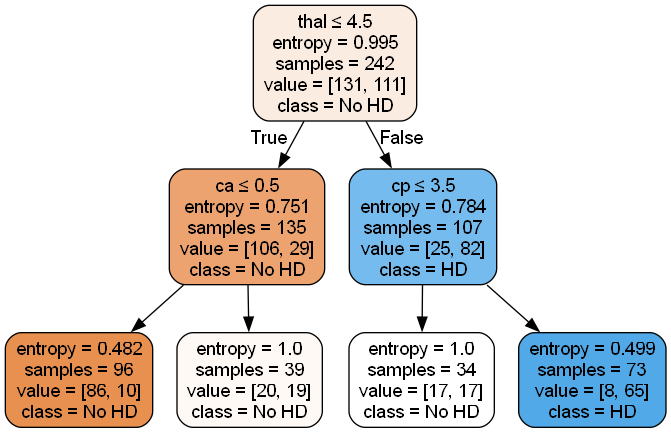 thal ≤ 4.5
entropy = 0.995
samples = 242
value = [131, 111]
class = No HD
True
False
ca ≤ 0.5
entropy = 0.751
samples = 135
value = [106, 29]
class = No HD
cp ≤ 3.5
entropy = 0.784
samples = 107
value = [25, 82]
class = HD
entropy = 0.482
samples = 96
value = [86, 10]
class = No HD
entropy = 1.0
samples = 39
value = [20, 19]
class = No HD
entropy = 1.0
samples = 34
value = [17, 17]
class = No HD
entropy = 0.499
samples = 73
value = [8, 65]
class = HD